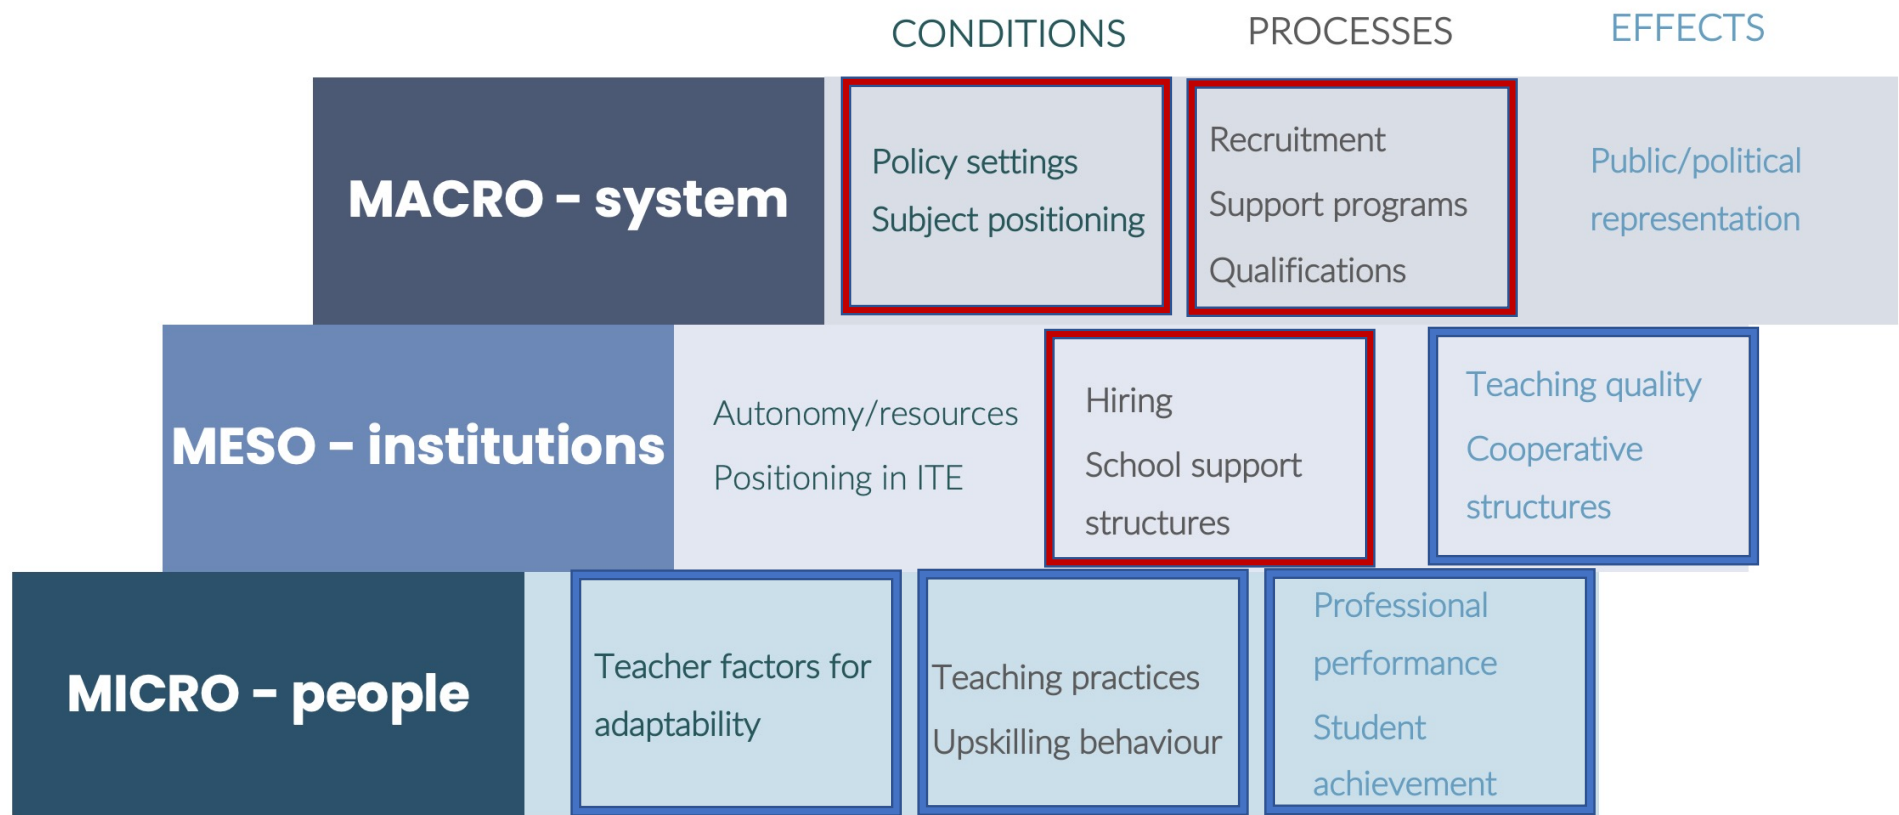 CONDITIONS
PROCESSES
EFFECTS
MACRO - system
Policy settings
Subject positioning
Recruitment
Support programs
Qualifications
Public/political
representation
MESO - institutions
Autonomy/resources
Positioning in ITE
Hiring
School support
structures
Teaching quality
Cooperative
structures
MICRO - people
Teacher factors for
adaptability
Teaching practices
Upskilling behaviour
Professional
performance
Student
achievement